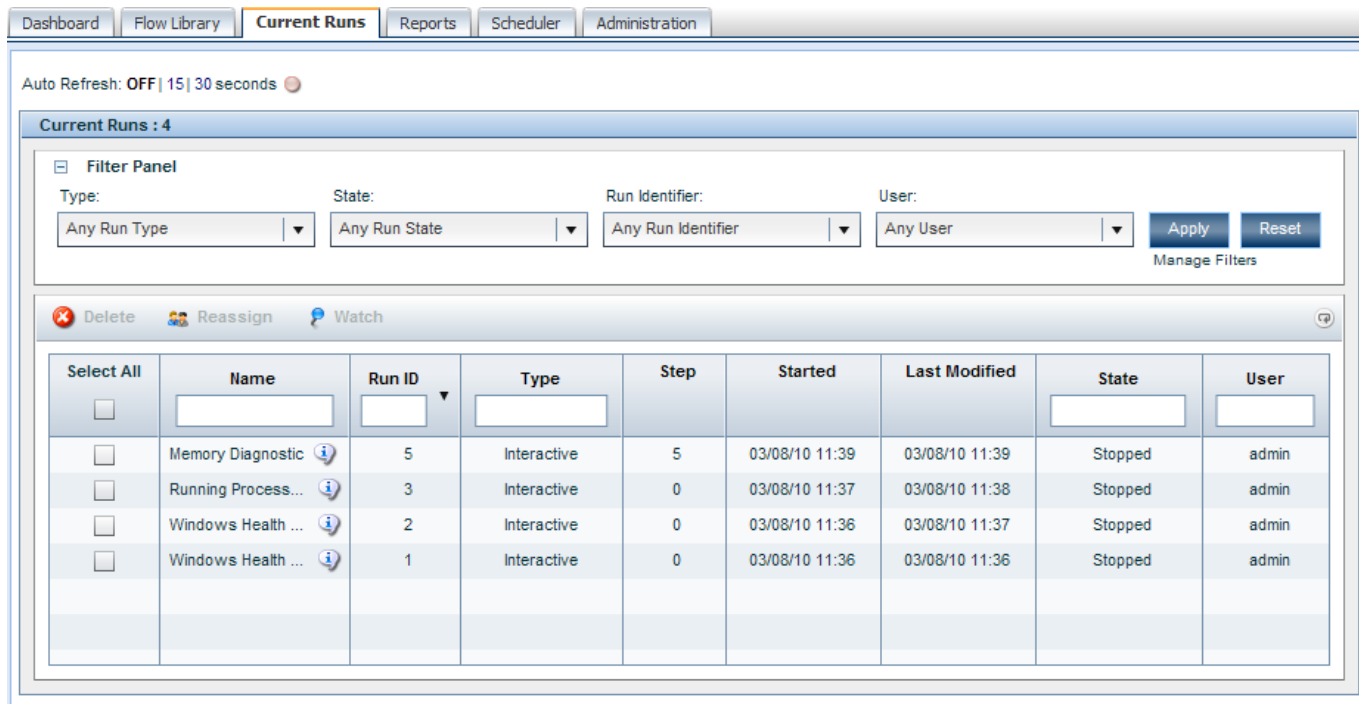 Dashboard Flow Library Current Runs Reports Scheduler Administration
Auto Refresh: OFF | 15 | 30 seconds
Current Runs : 4
Filter Panel
Type: State: Run Identifier: User:
Any Run Type Any Run State Any Run Identifier Any User Apply Reset
Manage Filters
Delete Reassign Watch
Select All Name Run ID Type Step Started Last Modified State User
Memory Diagnostic 5 Interactive 5 03/08/10 11:39 03/08/10 11:39 Stopped admin
Running Process... 3 Interactive 0 03/08/10 11:37 03/08/10 11:38 Stopped admin
Windows Health ... 2 Interactive 0 03/08/10 11:36 03/08/10 11:37 Stopped admin
Windows Health ... 1 Interactive 0 03/08/10 11:36 03/08/10 11:36 Stopped admin